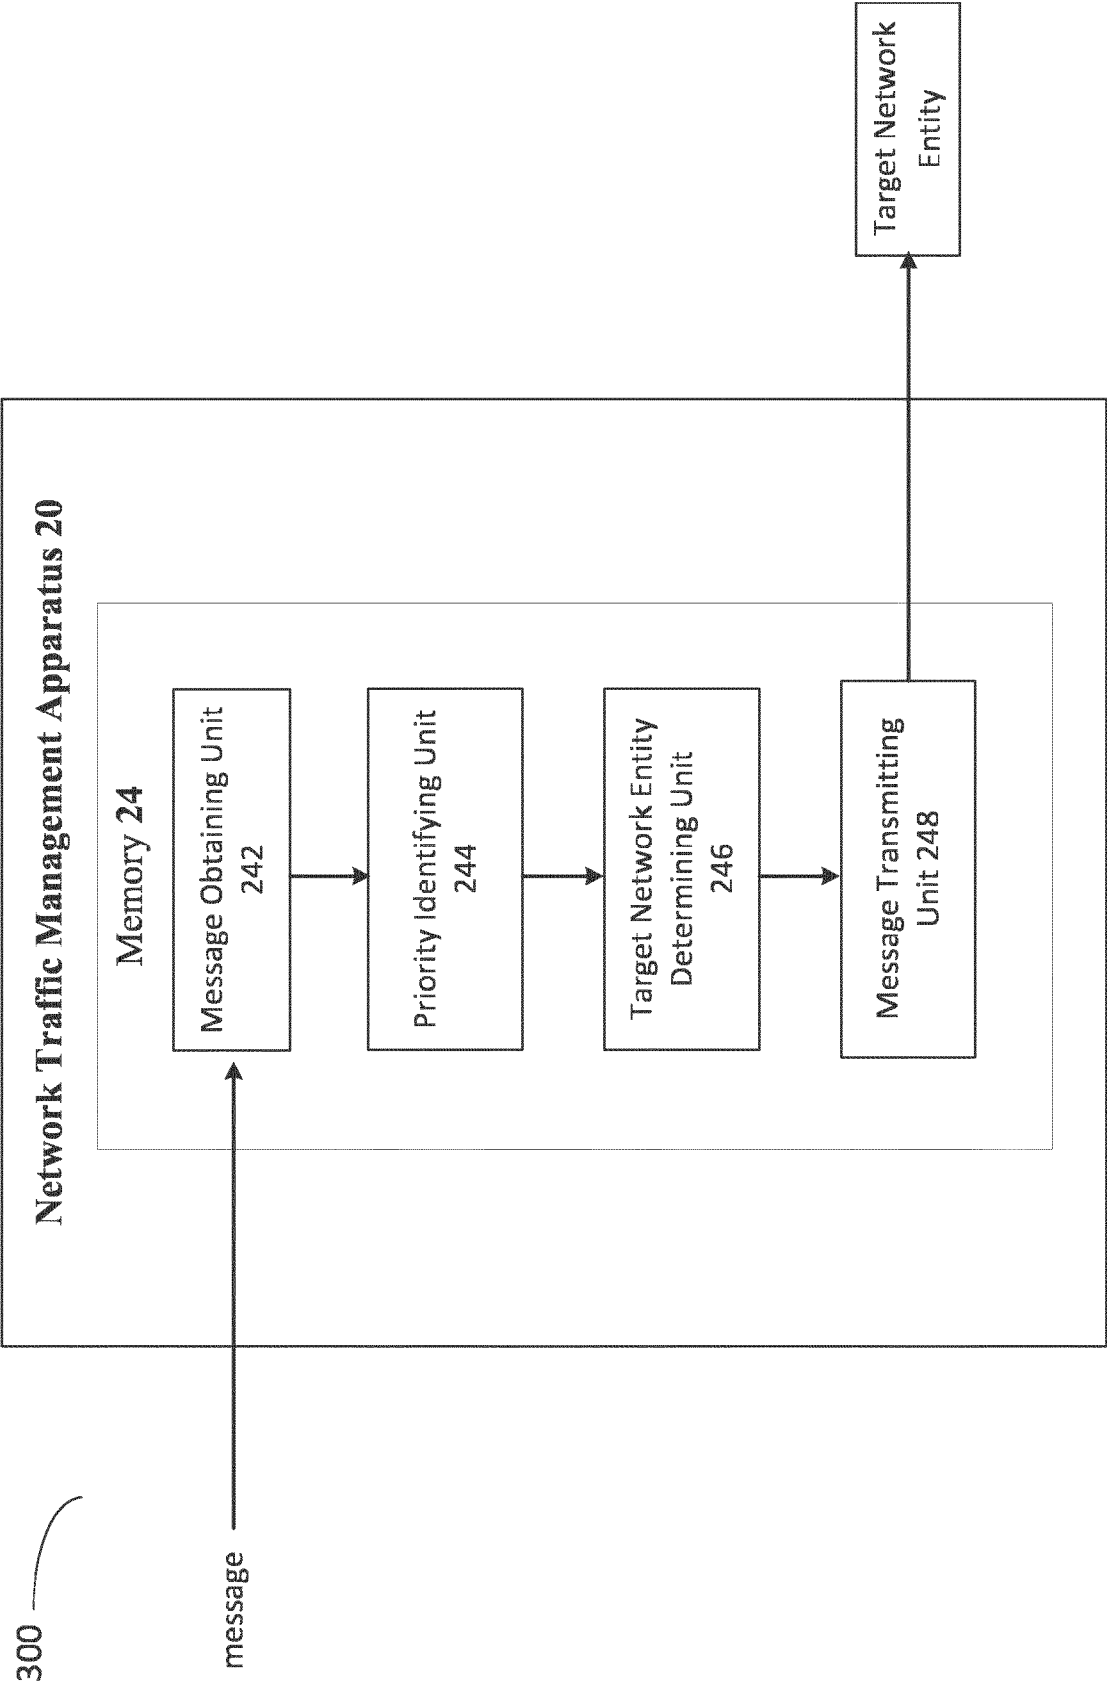 300
Network Traffic Management Apparatus 20
Memory 24
message
Message Obtaining Unit
242
Priority Identifying Unit
244
Target Network Entity
Determining Unit
246
Message Transmitting
Unit 248
Target Network
Entity